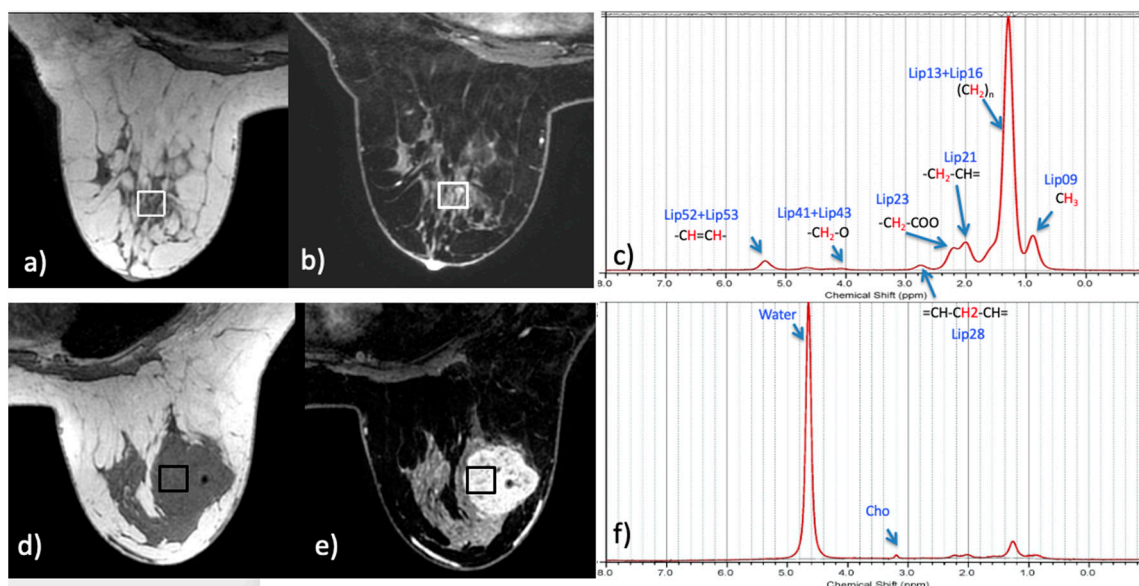 a)
b)
c)
Lip13+Lip16
(CH2)n
Lip21
-CH2-CH=
Lip09
CH3
Lip23
-CH2-COO
Lip52+Lip53
-CH=CH-
Lip41+Lip43
-CH2-O
8.0 7.0 6.0 5.0 4.0 3.0 2.0 1.0 0.0
Chemical Shift (ppm)
=CH-CH2-CH=
Lip28
d)
e)
f)
Water
Cho
8.0 7.0 6.0 5.0 4.0 3.0 2.0 1.0 0.0
Chemical Shift (ppm)